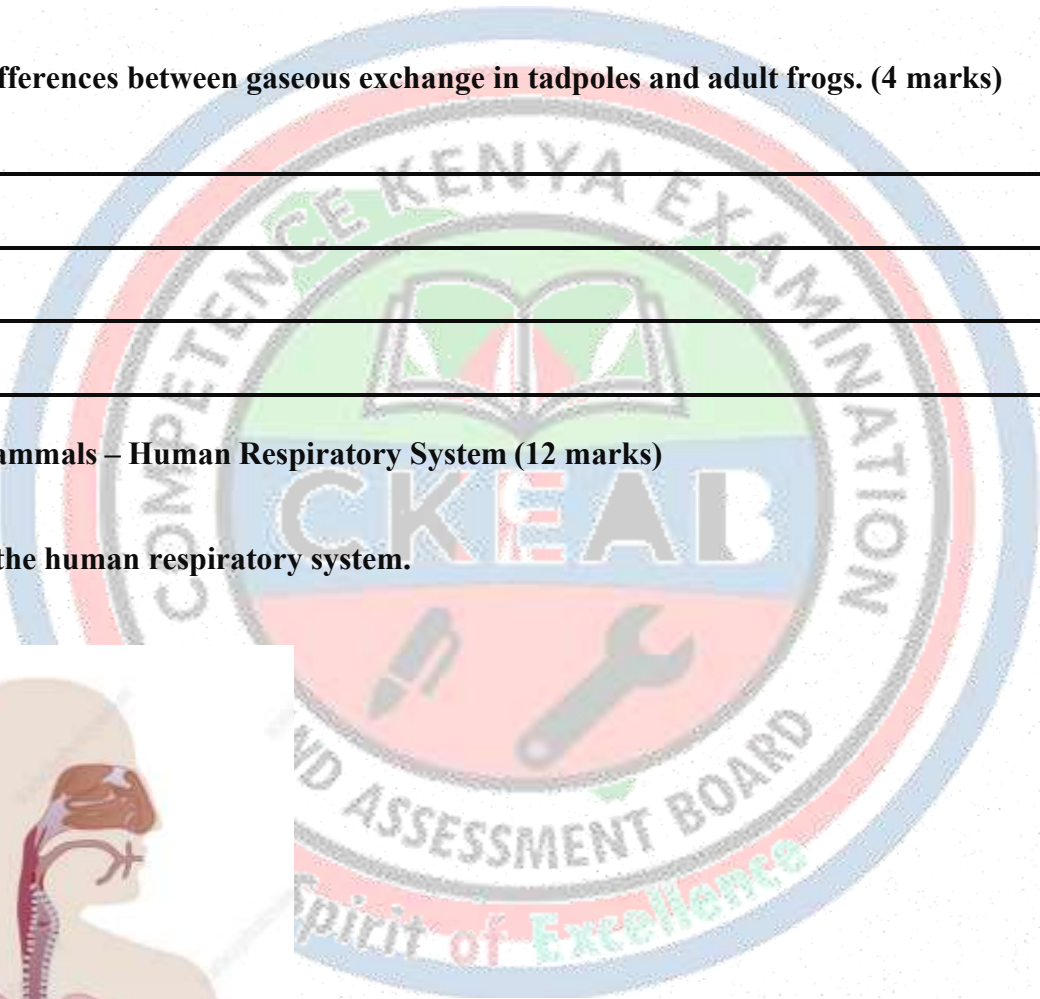 fferences between gaseous exchange in tadpoles and adult frogs. (4 marks)
COMPETENCE KENYA EXAMINATION
ammals – Human Respiratory System (12 marks)
CKEAB
the human respiratory system.
ND ASSESSMENT BOARD
Spirit of Excellence